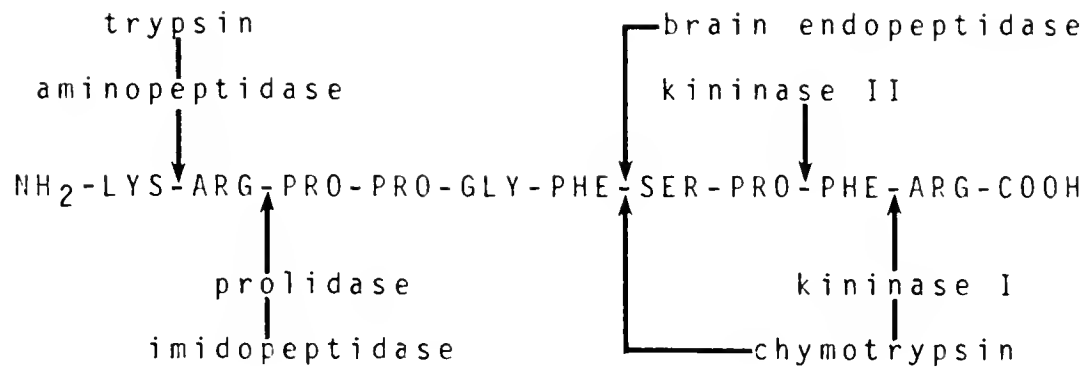 trypsin brain endopeptidase
aminopeptidase kininase II
NH2-LYS-ARG-PRO-PRO-GLY-PHE-SER-PRO-PHE-ARG-COOH
prolidase kininase I
imidopeptidase chymotrypsin